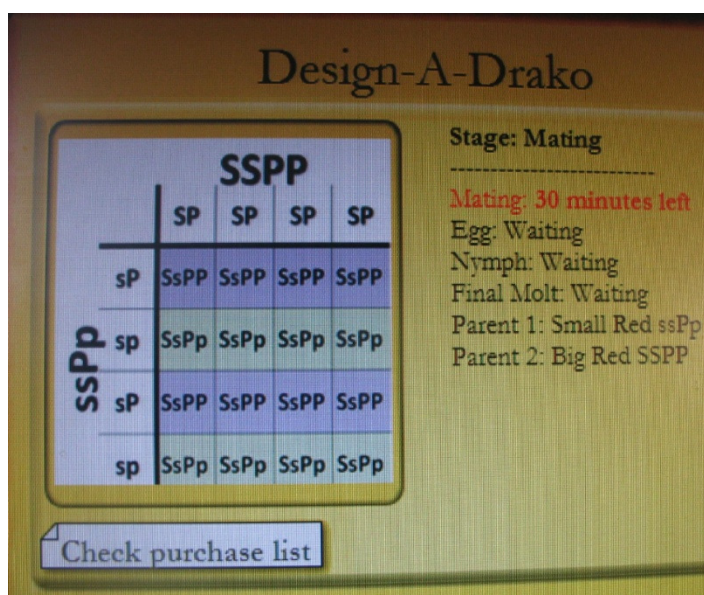 Design-A-Drako
SSPP
SP SP SP SP
ssPp
sP SsPP SsPP SsPP SsPP
sp SsPp SsPp SsPp SsPp
sP SsPP SsPP SsPP SsPP
sp SsPp SsPp SsPp SsPp
Stage: Mating
-------------------------
Mating: 30 minutes left
Egg: Waiting
Nymph: Waiting
Final Molt: Waiting
Parent 1: Small Red ssPp
Parent 2: Big Red SSPP
Check purchase list